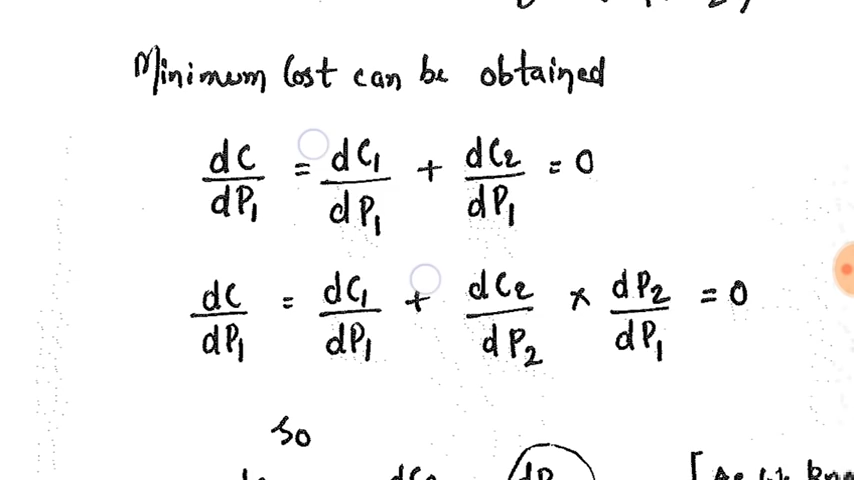 Minimum Cost can be obtained
dC/dP₁ = dC₁/dP₁ + dC₂/dP₁ = 0
dC/dP₁ = dC₁/dP₁ + dC₂/dP₂ × dP₂/dP₁ = 0
so